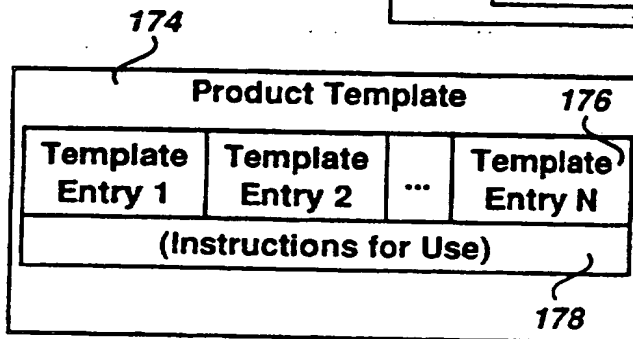 174
Product Template 176
Template Template ... Template
Entry 1 Entry 2 Entry N
(Instructions for Use)
178